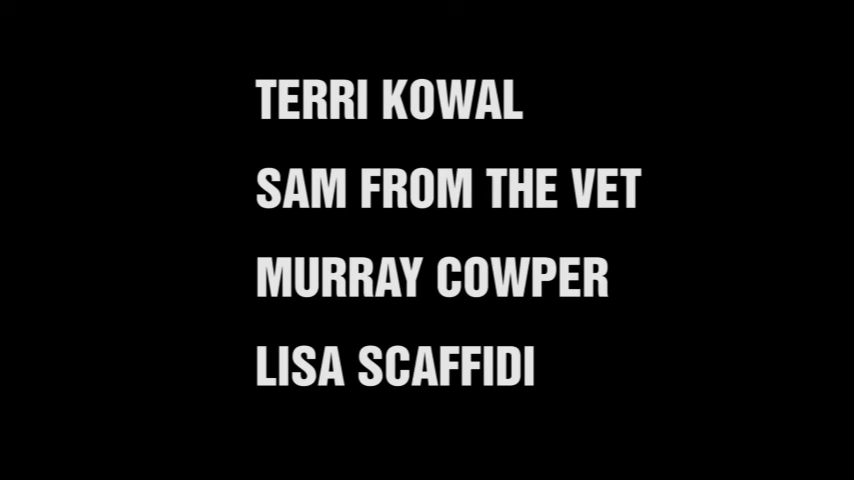 TERRI KOWAL
SAM FROM THE VET
MURRAY COWPER
LISA SCAFFIDI